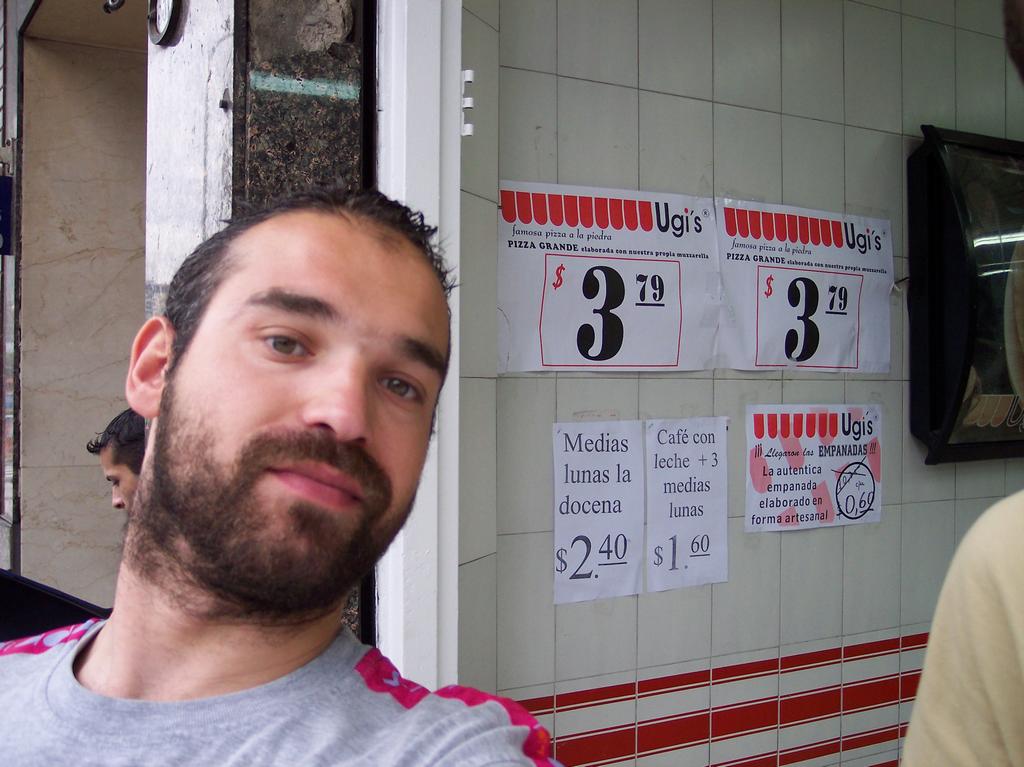 Ugi's®
famosa pizza a la piedra
PIZZA GRANDE elaborada con nuestra propia muzzarella
$ 3 79
Ugi's®
famosa pizza a la piedra
PIZZA GRANDE elaborada con nuestra propia muzzarella
$ 3 79
Medias
lunas la
docena
$2.40
Café con
leche +3
medias
lunas
$1.60
Ugi's
¡¡¡ Llegaron las EMPANADAS !!!
La autentica
empanada
elaborado en
forma artesanal
c/u
0,60